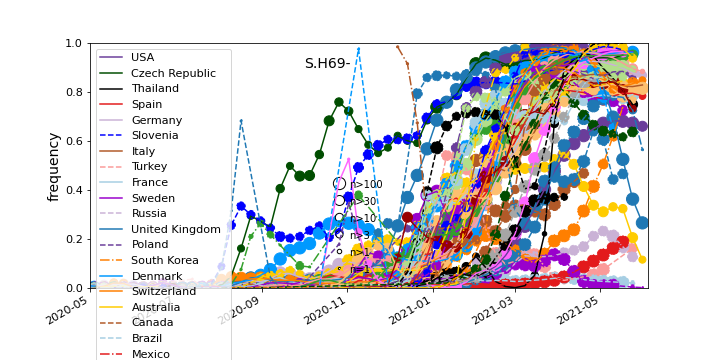 1.0
0.8
0.6
0.4
0.2
0.0
frequency
S.H69-
USA
Czech Republic
Thailand
Spain
Germany
Slovenia
Italy
Turkey
France
Sweden
Russia
United Kingdom
Poland
South Korea
Denmark
Switzerland
Australia
Canada
Brazil
Mexico
n>100
n>30
n>10
n>3
n>1
n=1
2020-05
2020-09
2020-11
2021-01
2021-03
2021-05